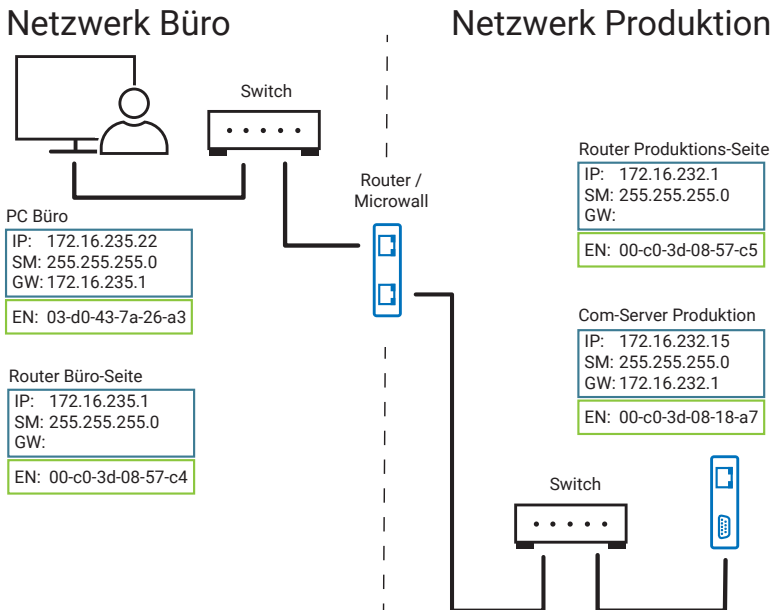 Netzwerk Büro
Netzwerk Produktion
Switch
Router /
Microwall
PC Büro
IP: 172.16.235.22
SM: 255.255.255.0
GW: 172.16.235.1
EN: 03-d0-43-7a-26-a3
Router Büro-Seite
IP: 172.16.235.1
SM: 255.255.255.0
GW:
EN: 00-c0-3d-08-57-c4
Router Produktions-Seite
IP: 172.16.232.1
SM: 255.255.255.0
GW:
EN: 00-c0-3d-08-57-c5
Com-Server Produktion
IP: 172.16.232.15
SM: 255.255.255.0
GW: 172.16.232.1
EN: 00-c0-3d-08-18-a7
Switch